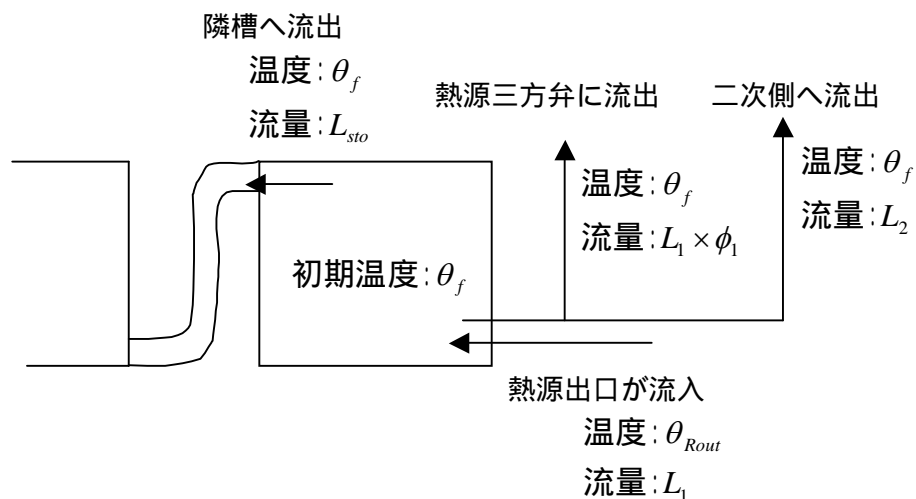 隣槽へ流出
温度:θ_f
流量:L_sto
熱源三方弁に流出
温度:θ_f
流量:L_1×ϕ_1
二次側へ流出
温度:θ_f
流量:L_2
初期温度:θ_f
熱源出口が流入
温度:θ_Rout
流量:L_1